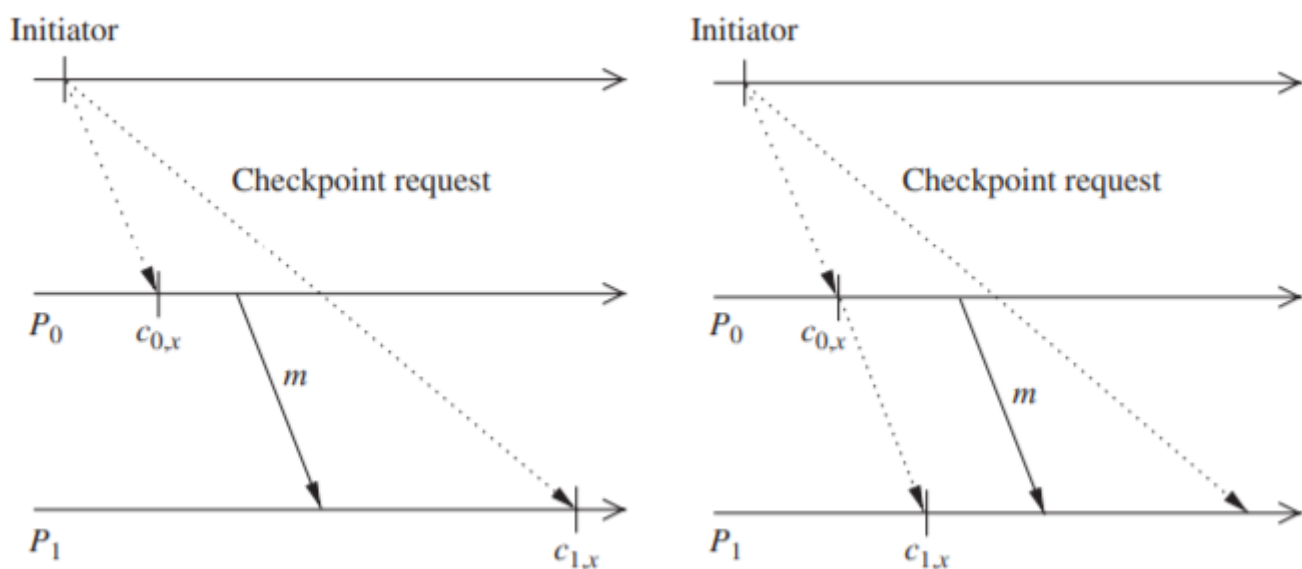 Initiator
Initiator
Checkpoint request
Checkpoint request
P0
c0,x
P0
c0,x
m
m
P1
c1,x
P1
c1,x